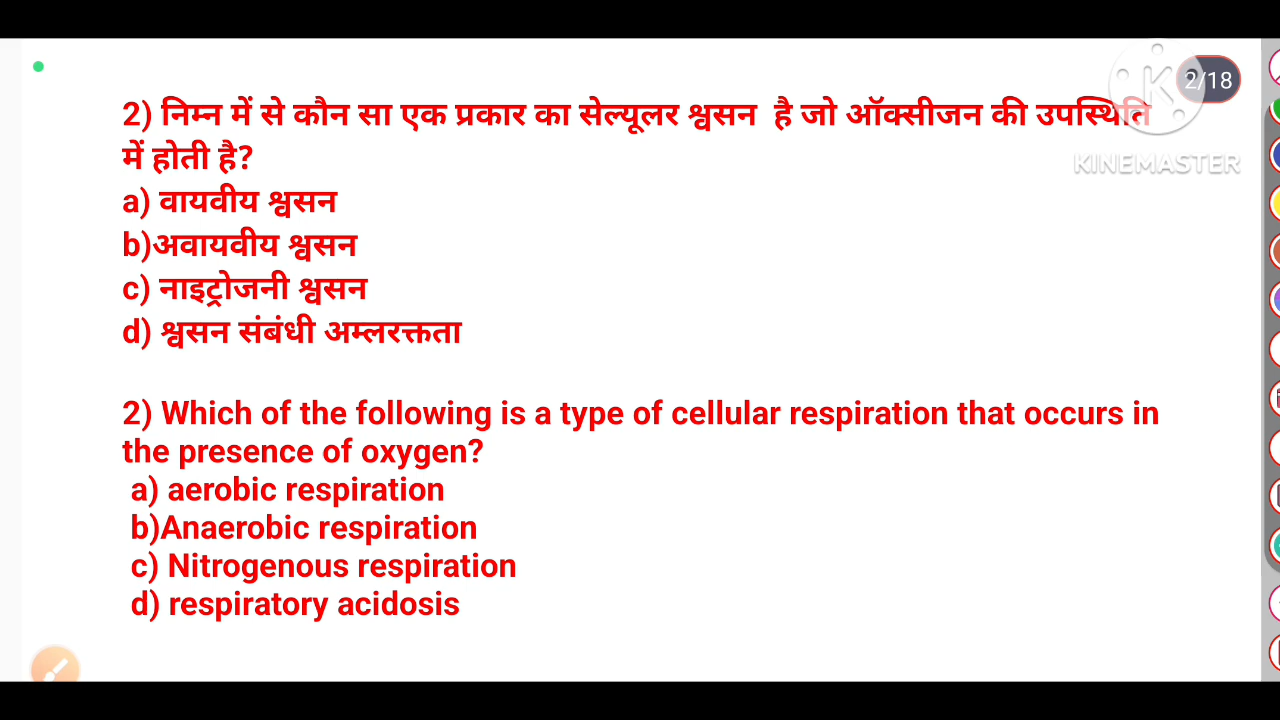 2/18
KINEMASTER
2) निम्न में से कौन सा एक प्रकार का सेल्यूलर श्वसन है जो ऑक्सीजन की उपस्थिति
में होती है?
a) वायवीय श्वसन
b)अवायवीय श्वसन
c) नाइट्रोजनी श्वसन
d) श्वसन संबंधी अम्लरक्तता
2) Which of the following is a type of cellular respiration that occurs in
the presence of oxygen?
a) aerobic respiration
b)Anaerobic respiration
c) Nitrogenous respiration
d) respiratory acidosis